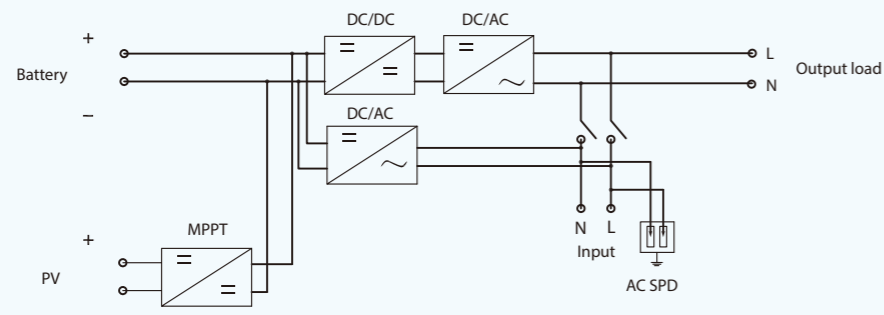 DC/DC
DC/AC
+
Battery
−
L
N
Output load
DC/AC
MPPT
+
PV
N L
Input
AC SPD